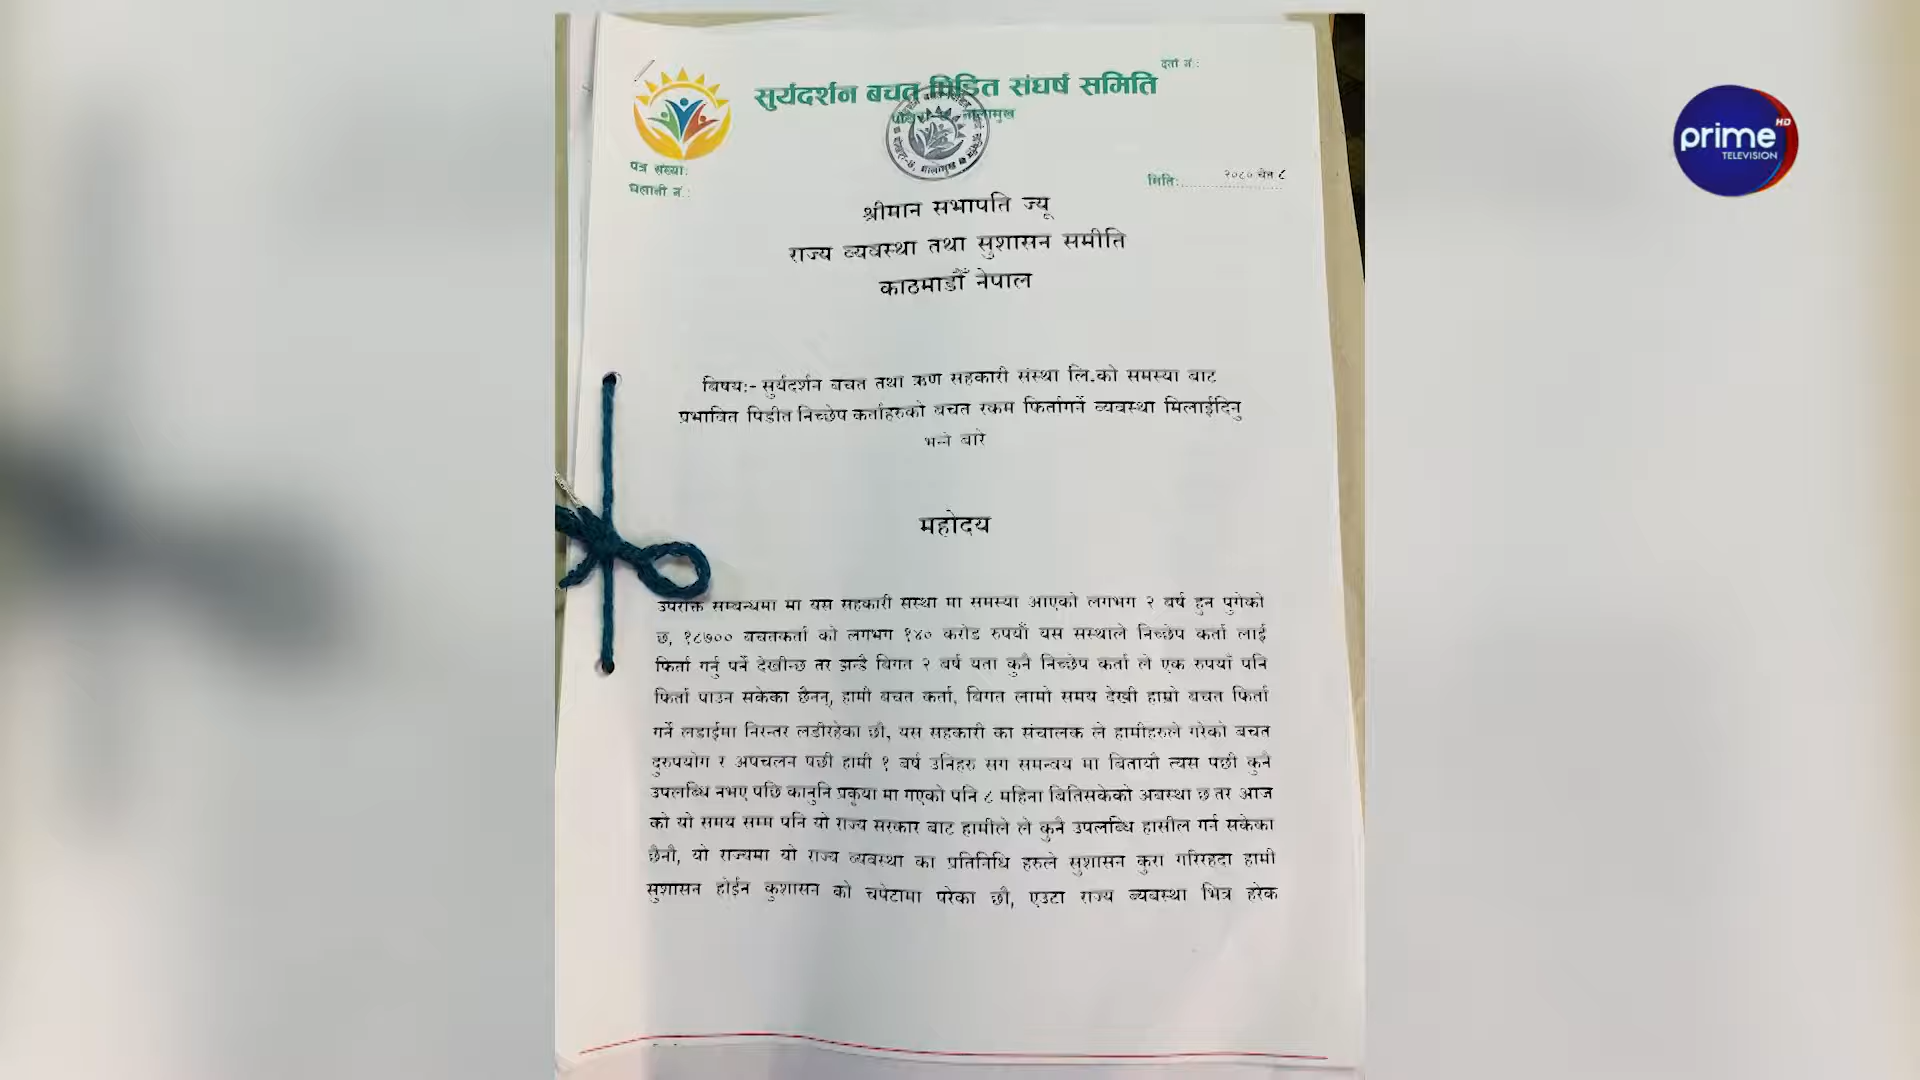 दर्ता नं:
सुर्यदर्शन बचत पिडित संघर्ष समिति
मालामुख
पत्र संख्या:
चलानी नं.:
मितिः 
श्रीमान सभापति ज्यू
राज्य व्यवस्था तथा सुशासन समीति
काठमाडौँ नेपाल
बिषयः- सुर्यदर्शन बचत तथा ऋण सहकारी संस्था लि.को समस्या बाट
प्रभावित पिडीत निच्छेप कर्ताहरुको बचत रकम फिर्तागर्ने व्यवस्था मिलाईदिनु
भन्ने बारे
महोदय
उपरोक्त सम्बन्धमा मा यस सहकारी संस्था मा समस्या आएको लगभग २ बर्ष हुन पुगेको
छ, १८७०० बचतकर्ता को लगभग १४० करोड रुपयाँ यस सस्थाले निच्छेप कर्ता लाई
फिर्ता गर्नु पर्ने देखीन्छ तर झन्डै बिगत २ बर्ष यता कुनै निच्छेप कर्ता ले एक रुपयाँ पनि
फिर्ता पाउन सकेका छैनन्, हामी बचत कर्ता, बिगत लामो समय देखी हाम्रो बचत फिर्ता
गर्ने लडाईमा निरन्तर लडीरहेका छौ, यस सहकारी का संचालक ले हामीहरुले गरेको बचत
दुरुपयोग र अपचलन पछी हामी १ बर्ष उनिहरु सग समन्वय मा बितायौ त्यस पछी कुनै
उपलब्धि नभए पछि कानुनि प्रकृया मा गएको पनि ८ महिना बितिसकेको अबस्था छ तर आज
को यो समय सम्म पनि यो राज्य सरकार बाट हामीले ले कुनै उपलब्धि हासील गर्न सकेका
छैनौ, यो राज्यमा यो राज्य व्यवस्था का प्रतिनिधि हरुले सुशासन कुरा गरिरहदा हामी
सुशासन होईन कुशासन को चपेटामा परेका छौ, एउटा राज्य ब्यबस्था भित्र हरेक
prime HD
TELEVISION